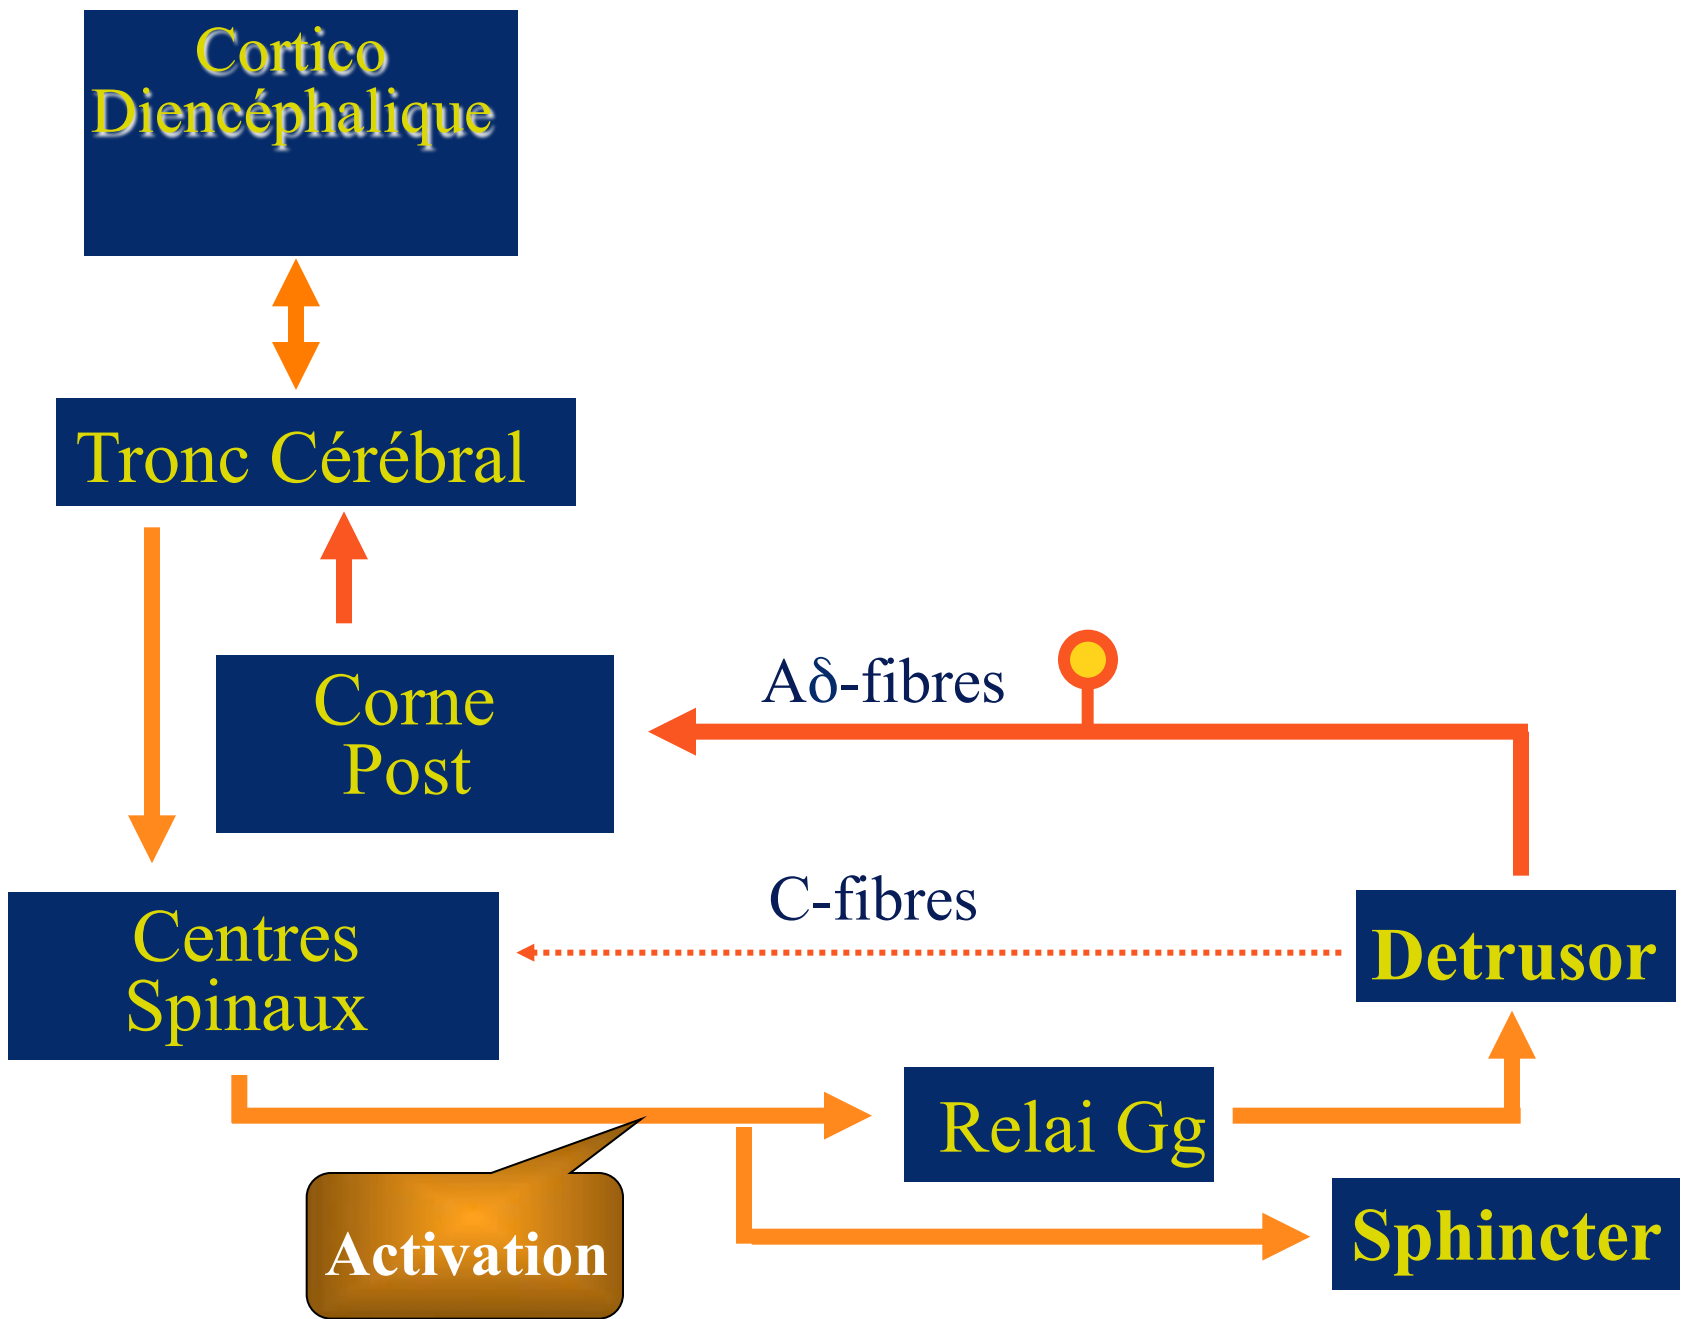 Cortico
Diencéphalique
Tronc Cérébral
Corne
Post
Aδ-fibres
C-fibres
Centres
Spinaux
Detrusor
Relai Gg
Sphincter
Activation